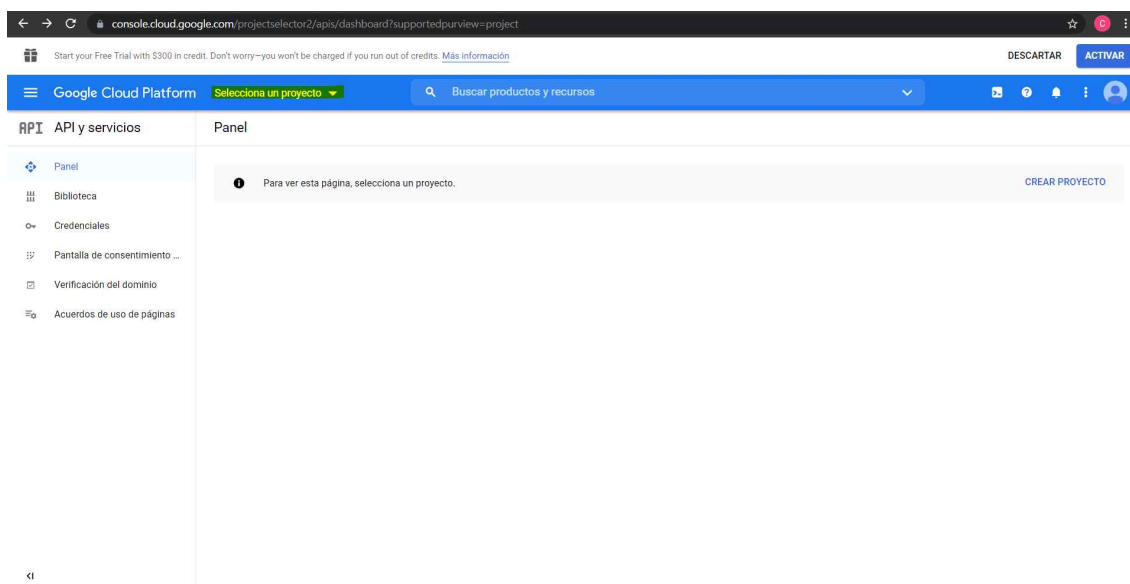 console.cloud.google.com/projectselector2/apis/dashboard?supportedpurview=project
C
Start your Free Trial with $300 in credit. Don't worry—you won't be charged if you run out of credits. Más información
DESCARTAR
ACTIVAR
Google Cloud Platform
Selecciona un proyecto
Buscar productos y recursos
API API y servicios
Panel
Panel
Biblioteca
Credenciales
Pantalla de consentimiento ...
Verificación del dominio
Acuerdos de uso de páginas
Para ver esta página, selecciona un proyecto.
CREAR PROYECTO